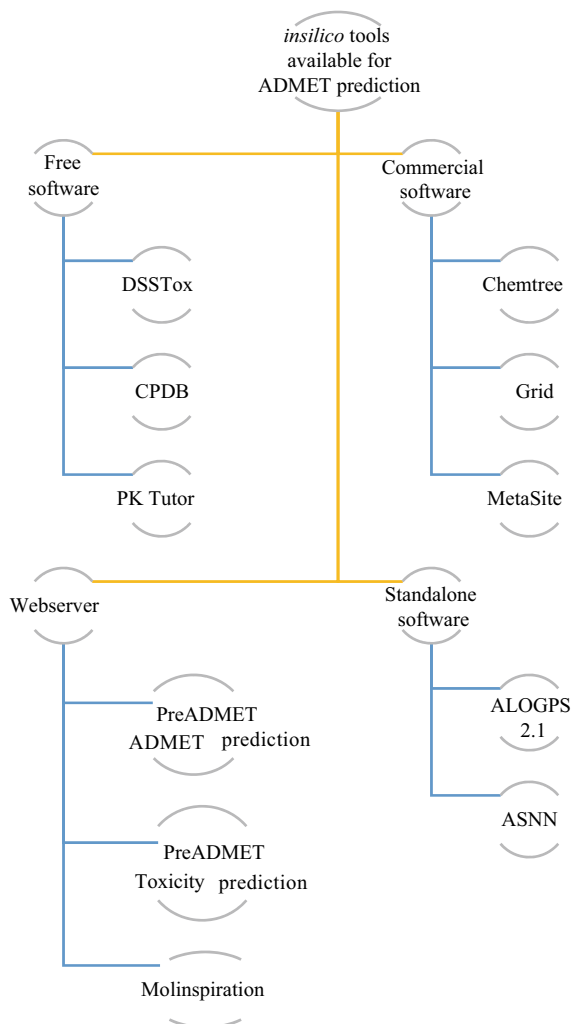 insilico tools
available for
ADMET prediction
Free
software
Commercial
software
DSSTox
Chemtree
CPDB
Grid
PK Tutor
MetaSite
Webserver
Standalone
software
PreADMET
ADMET prediction
ALOGPS
2.1
PreADMET
Toxicity prediction
ASNN
Molinspiration